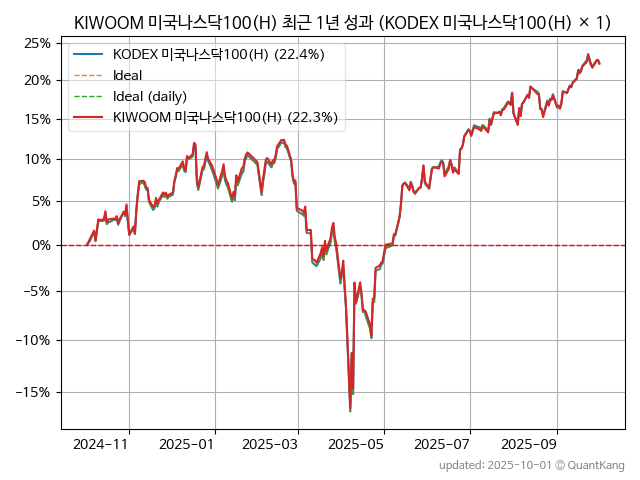 KIWOOM 미국나스닥100(H) 최근 1년 성과 (KODEX 미국나스닥100(H) × 1)
KODEX 미국나스닥100(H) (22.4%)
Ideal
Ideal (daily)
KIWOOM 미국나스닥100(H) (22.3%)
25%
20%
15%
10%
5%
0%
−5%
−10%
−15%
2024-11
2025-01
2025-03
2025-05
2025-07
2025-09
updated: 2025-10-01 © QuantKang